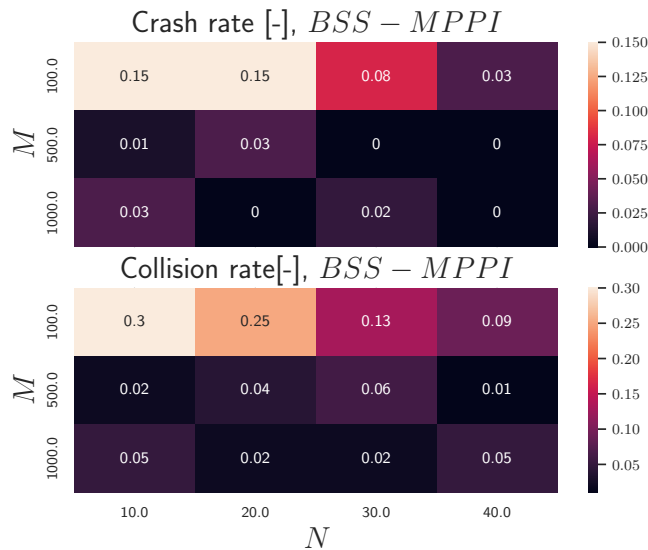 Crash rate [-], BSS − MPPI
100.0 0.15 0.15 0.08 0.03
500.0 0.01 0.03 0 0
1000.0 0.03 0 0.02 0
M
0.150
0.125
0.100
0.075
0.050
0.025
0.000
Collision rate[-], BSS − MPPI
100.0 0.3 0.25 0.13 0.09
500.0 0.02 0.04 0.06 0.01
1000.0 0.05 0.02 0.02 0.05
M
10.0 20.0 30.0 40.0
N
0.30
0.25
0.20
0.15
0.10
0.05